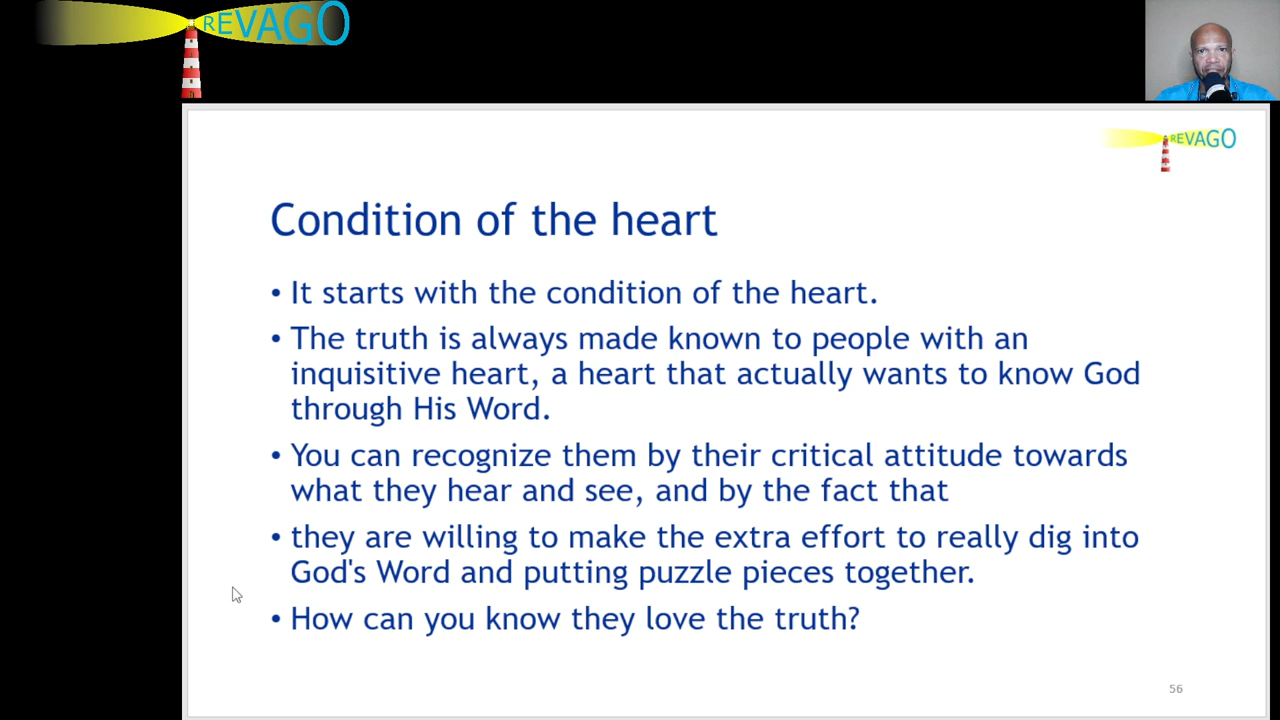 REVAGO
REVAGO
Condition of the heart
• It starts with the condition of the heart.
• The truth is always made known to people with an
inquisitive heart, a heart that actually wants to know God
through His Word.
• You can recognize them by their critical attitude towards
what they hear and see, and by the fact that
• they are willing to make the extra effort to really dig into
God's Word and putting puzzle pieces together.
• How can you know they love the truth?
56